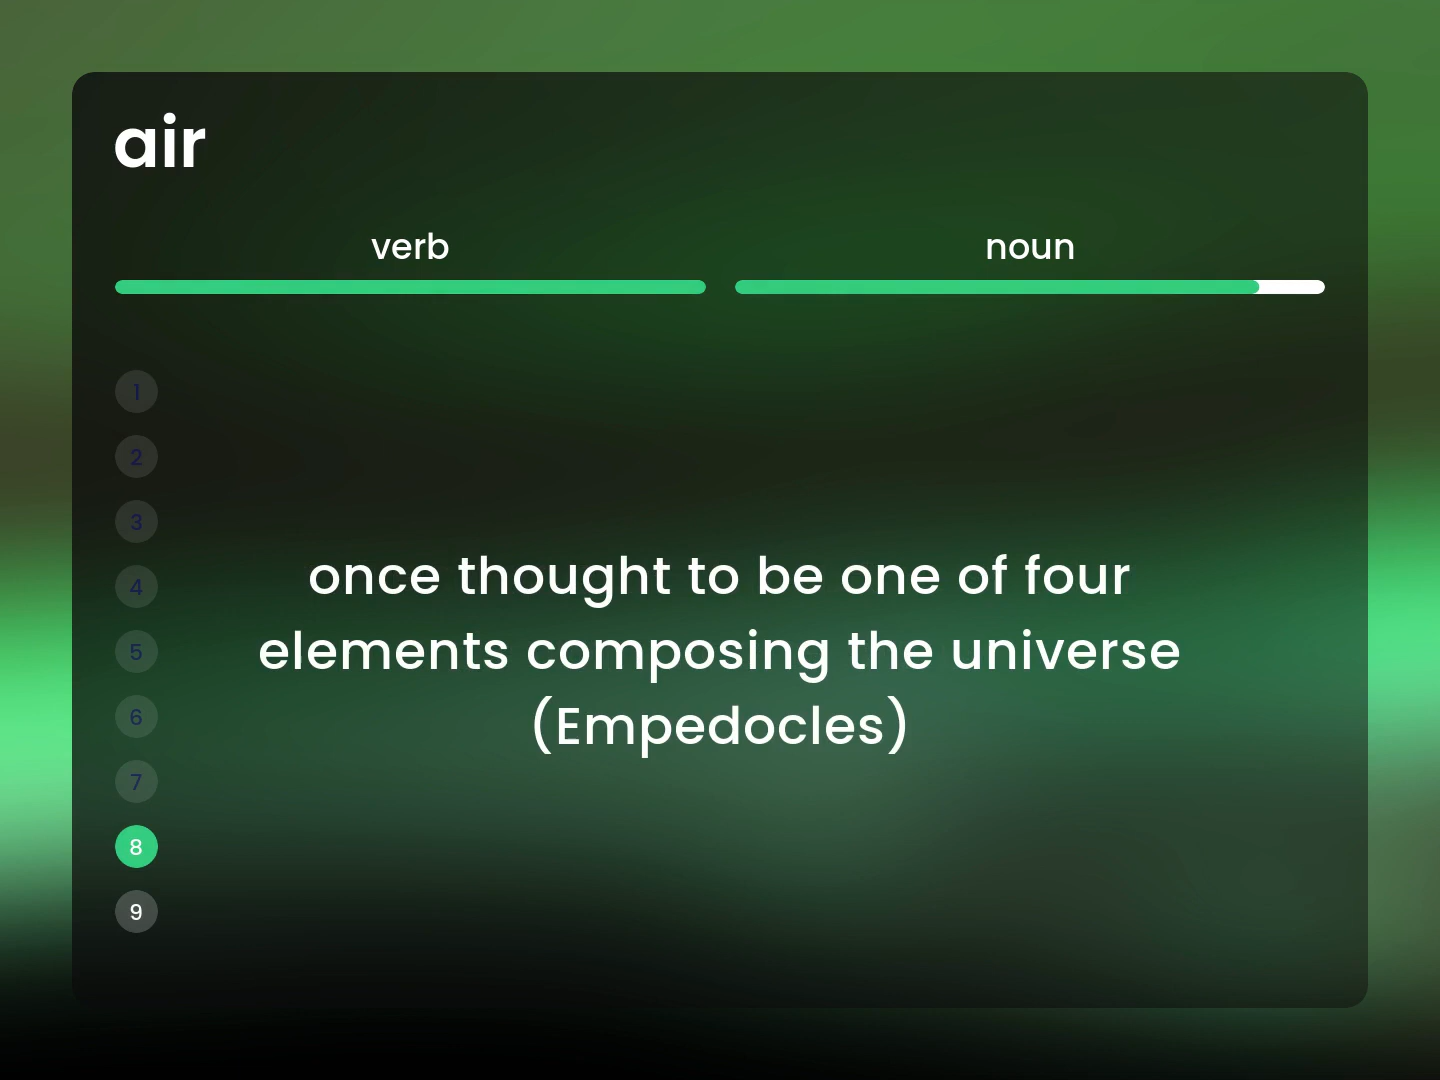 air
verb
noun
1
2
3
4
5
6
7
8
9
once thought to be one of four
elements composing the universe
(Empedocles)